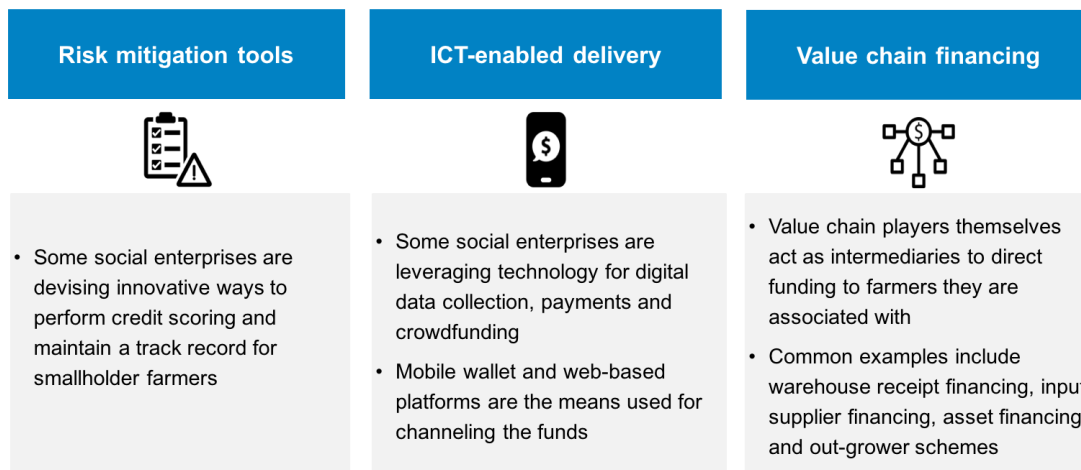 Risk mitigation tools
ICT-enabled delivery
Value chain financing
$
$
• Some social enterprises are
devising innovative ways to
perform credit scoring and
maintain a track record for
smallholder farmers
• Some social enterprises are
leveraging technology for digital
data collection, payments and
crowdfunding
• Mobile wallet and web-based
platforms are the means used for
channeling the funds
• Value chain players themselves
act as intermediaries to direct
funding to farmers they are
associated with
• Common examples include
warehouse receipt financing, input
supplier financing, asset financing
and out-grower schemes